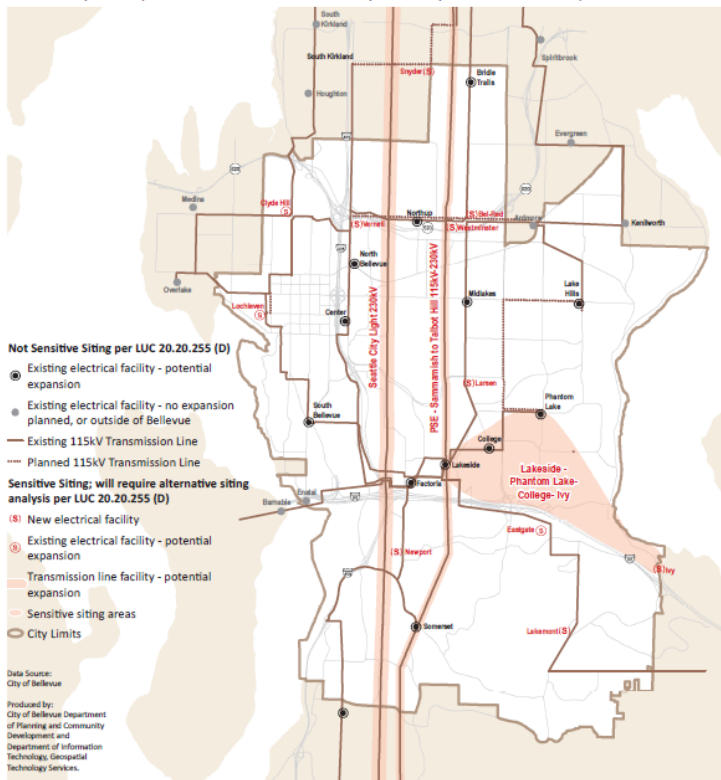 South
Kirkland
South Kirkland
Snyder (S)
Bridle
Trails
Spiritbrook
Houghton
Evergreen
Medina
Clyde Hill
(S)
Northup
Bel-Red
(S)
(S) Vernell
(S) Westminster
Ardmore
Kenilworth
520
North
Bellevue
Overlake
Lochleven
(S)
Center
Seattle City Light 230kV
PSE - Sammamish to Talbot Hill 115kV-230kV
Midlakes
Lake
Hills
(S) Larsen
South
Bellevue
Phantom
Lake
College
Lakeside
Factoria
Lakeside -
Phantom Lake-
College- Ivy
Enatai
Barnabie
Eastgate (S)
(S) Newport
(S) Ivy
Somerset
Lakemont (S)
Not Sensitive Siting per LUC 20.20.255 (D)
Existing electrical facility - potential
expansion
Existing electrical facility - no expansion
planned, or outside of Bellevue
Existing 115kV Transmission Line
Planned 115kV Transmission Line
Sensitive Siting; will require alternative siting
analysis per LUC 20.20.255 (D)
(S) New electrical facility
(S) Existing electrical facility - potential
expansion
Transmission line facility - potential
expansion
Sensitive siting areas
City Limits
Data Source:
City of Bellevue
Produced by:
City of Bellevue Department
of Planning and Community
Development and
Department of Information
Technology, Geospatial
Technology Services.